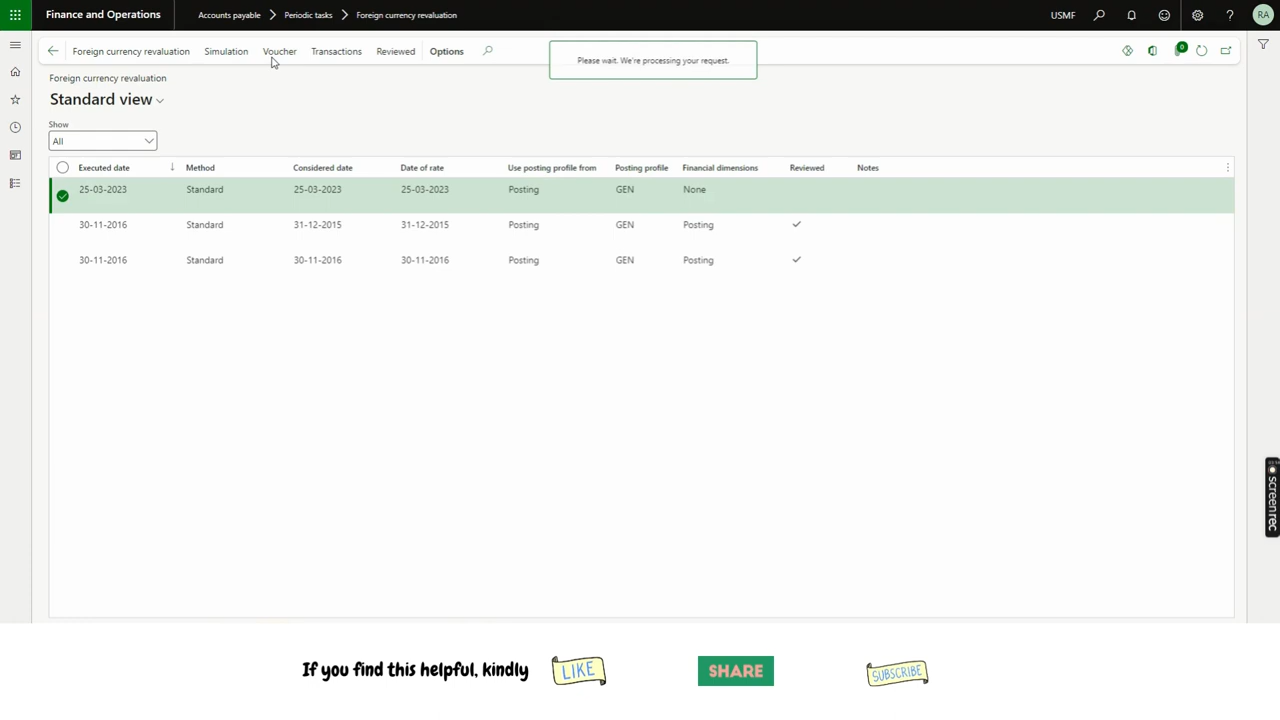 Finance and Operations
Accounts payable
Periodic tasks
Foreign currency revaluation
USMF
?
RA
Foreign currency revaluation
Simulation
Voucher
Transactions
Reviewed
Options
0
Please wait. We're processing your request.
Foreign currency revaluation
Standard view
Show
All
Executed date Method Considered date Date of rate Use posting profile from Posting profile Financial dimensions Reviewed Notes
25-03-2023 Standard 25-03-2023 25-03-2023 Posting GEN None
30-11-2016 Standard 31-12-2015 31-12-2015 Posting GEN Posting
30-11-2016 Standard 30-11-2016 30-11-2016 Posting GEN Posting
screenrec
If you find this helpful, kindly
LIKE
SHARE
SUBSCRIBE